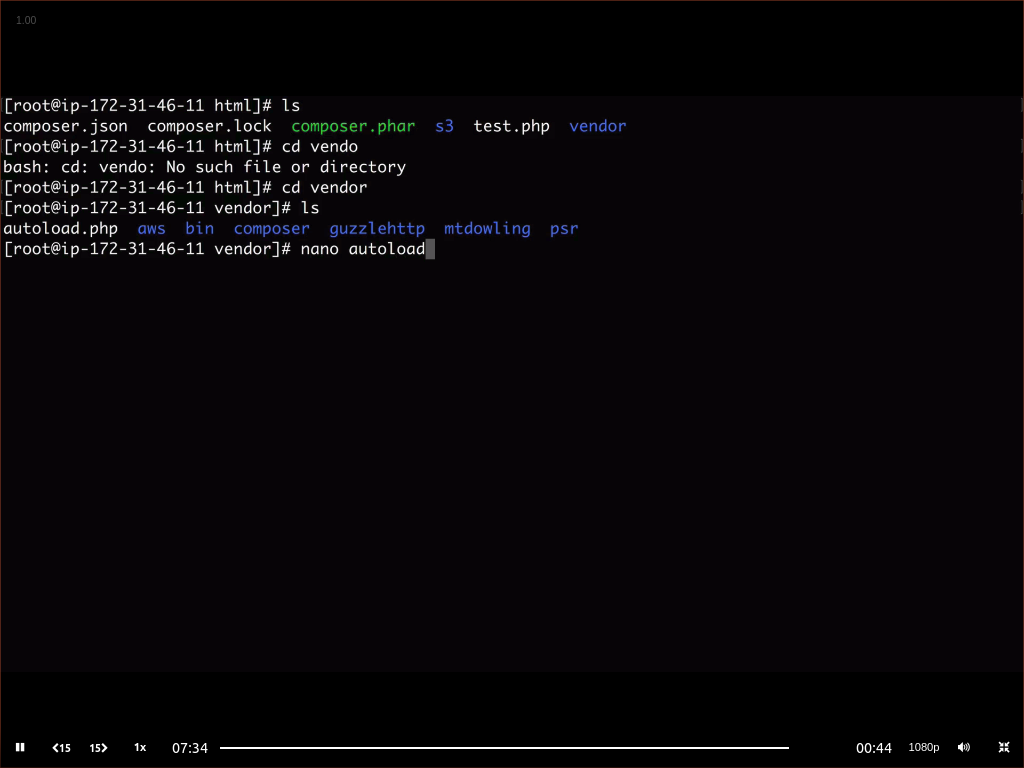 1.00
[root@ip-172-31-46-11 html]# ls
composer.json composer.lock composer.phar s3 test.php vendor
[root@ip-172-31-46-11 html]# cd vendo
bash: cd: vendo: No such file or directory
[root@ip-172-31-46-11 html]# cd vendor
[root@ip-172-31-46-11 vendor]# ls
autoload.php aws bin composer guzzlehttp mtdowling psr
[root@ip-172-31-46-11 vendor]# nano autoload
15 15 1x 07:34 00:44 1080p